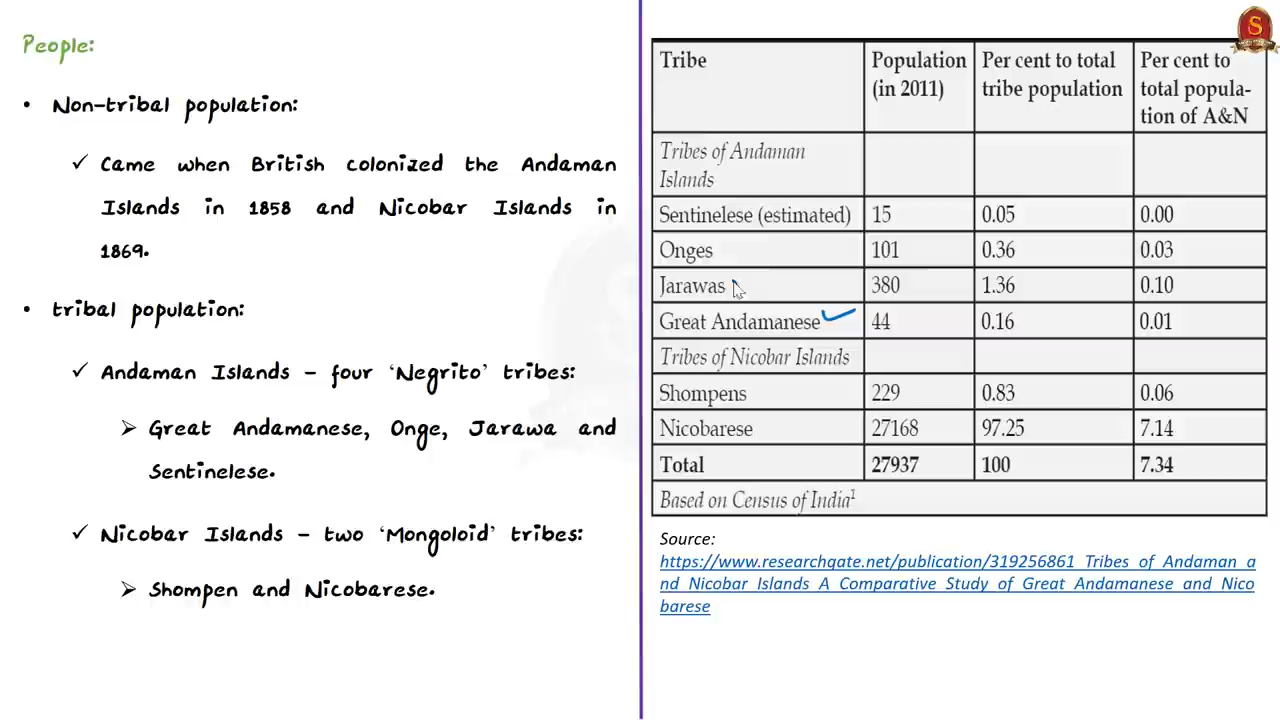 People:
• Non-tribal population:
✓ Came when British colonized the Andaman
Islands in 1858 and Nicobar Islands in
1869.
• tribal population:
✓ Andaman Islands - four ‘Negrito’ tribes:
➢ Great Andamanese, Onge, Jarawa and
Sentinelese.
✓ Nicobar Islands - two ‘Mongoloid’ tribes:
➢ Shompen and Nicobarese.
S
Tribe Population (in 2011) Per cent to total tribe population Per cent to total popula-tion of A&N
Tribes of Andaman
Islands
Sentinelese (estimated) 15 0.05 0.00
Onges 101 0.36 0.03
Jarawas 380 1.36 0.10
Great Andamanese 44 0.16 0.01
Tribes of Nicobar Islands
Shompens 229 0.83 0.06
Nicobarese 27168 97.25 7.14
Total 27937 100 7.34
Based on Census of India1
Source:
https://www.researchgate.net/publication/319256861_Tribes_of_Andaman_a
nd_Nicobar_Islands_A_Comparative_Study_of_Great_Andamanese_and_Nico
barese